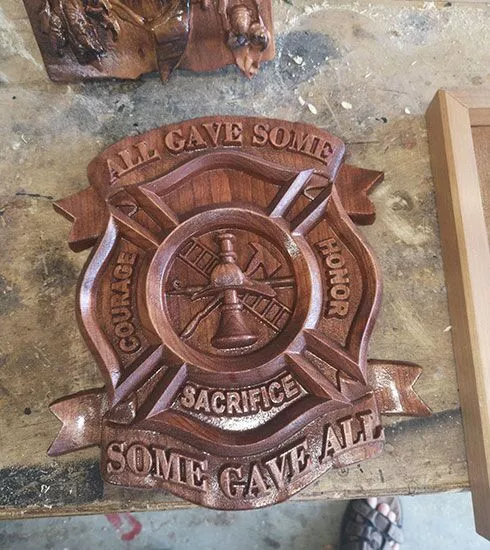 ALL GAVE SOME
COURAGE
HONOR
SACRIFICE
SOME GAVE ALL